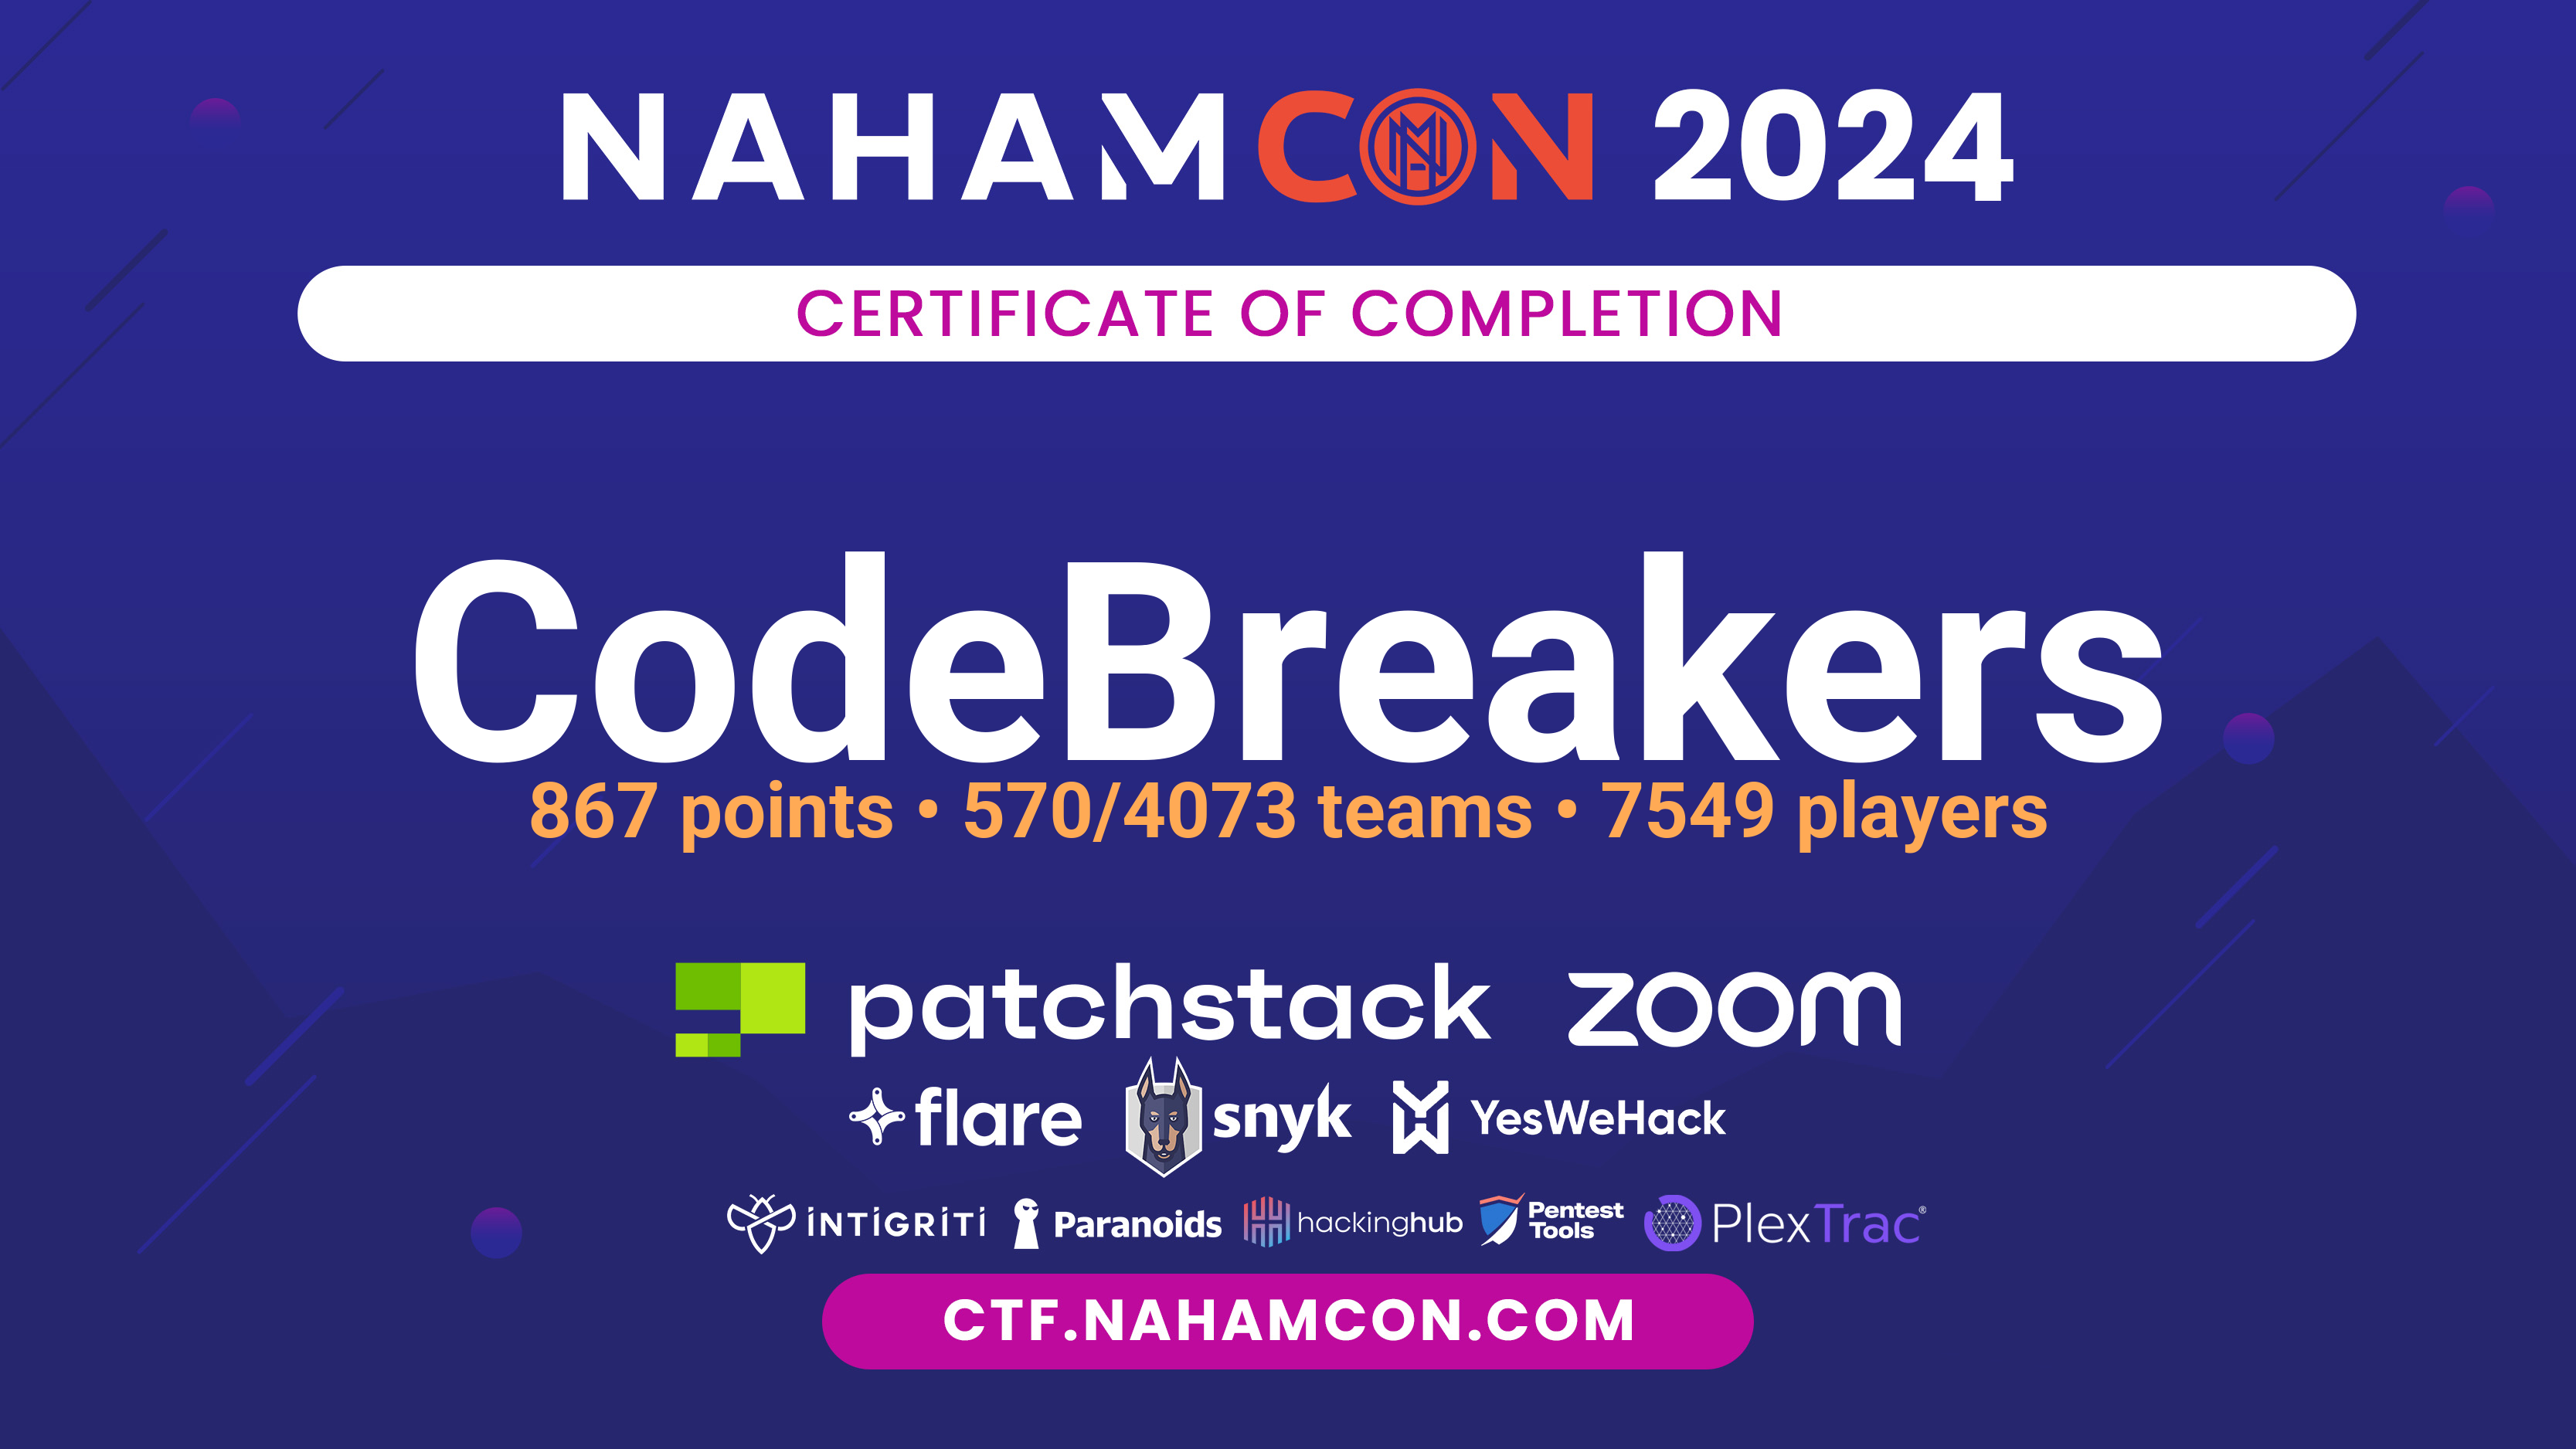 NAHAMCON 2024
CERTIFICATE OF COMPLETION
CodeBreakers
867 points • 570/4073 teams • 7549 players
patchstack zoom
flare snyk YesWeHack
INTIGRITI Paranoids hackinghub Pentest Tools PlexTrac®
CTF.NAHAMCON.COM